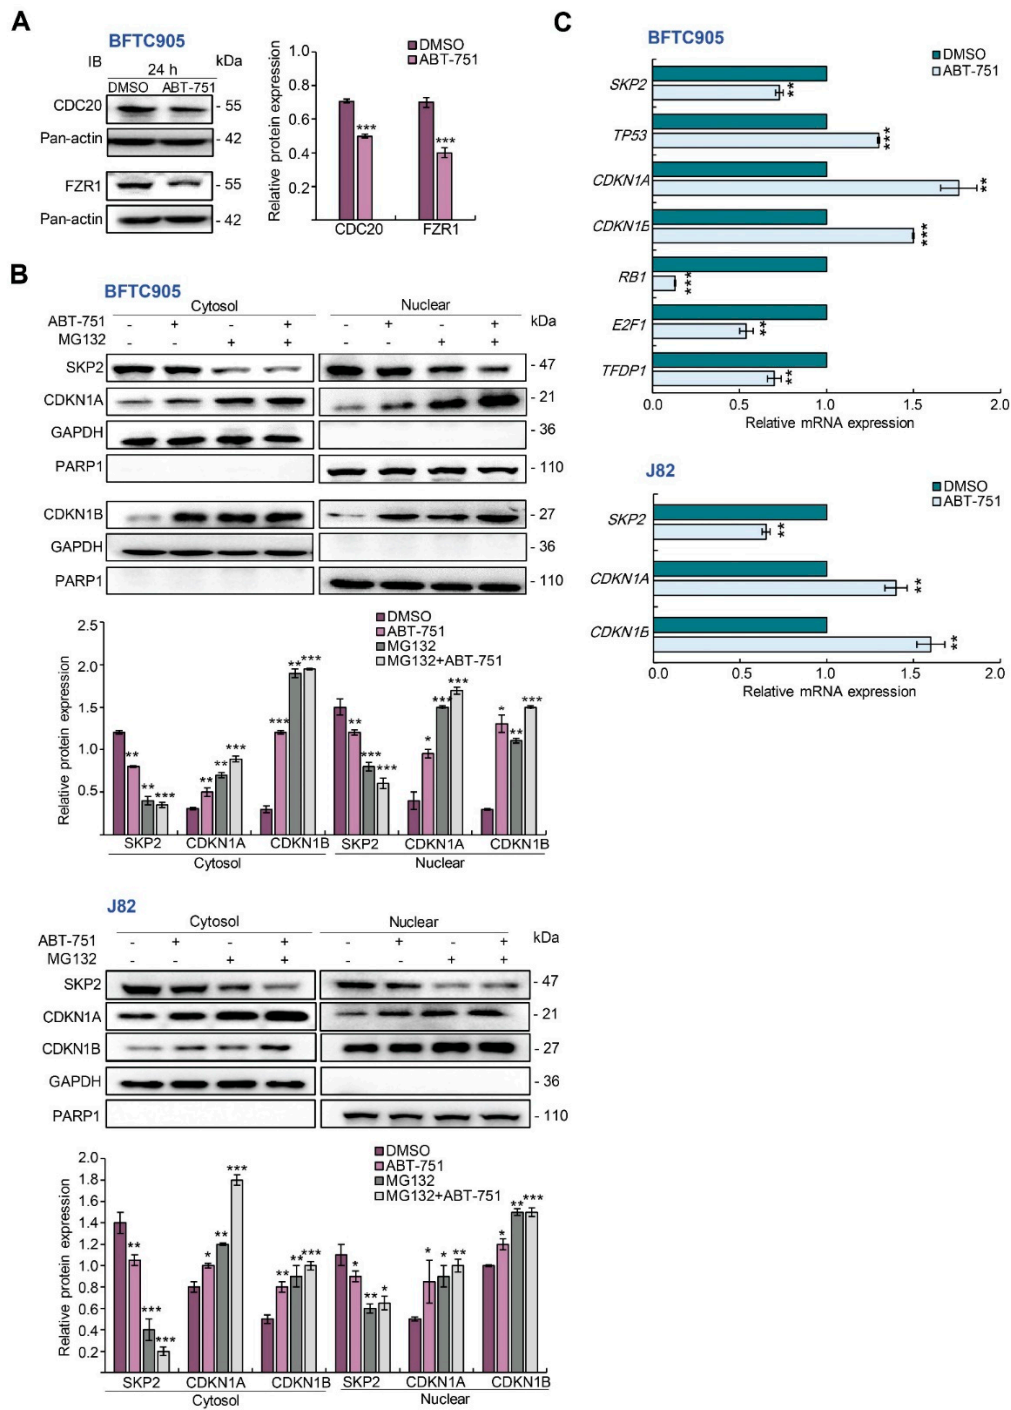 A
BFTC905
IB
24 h
kDa
DMSO ABT-751
CDC20
- 55
Pan-actin
- 42
FZR1
- 55
Pan-actin
- 42
Relative protein expression
1.0
0.8
0.6
0.4
0.2
DMSO
ABT-751
***
***
CDC20
FZR1
B
BFTC905
Cytosol
Nuclear
ABT-751 - + - + - + - +
kDa
MG132 - - + + - - + +
SKP2
- 47
CDKN1A
- 21
GAPDH
- 36
PARP1
- 110
CDKN1B
- 27
GAPDH
- 36
PARP1
- 110
Relative protein expression
2.5
2.0
1.5
1.0
0.5
DMSO
ABT-751
MG132
MG132+ABT-751
** ** *** ** ** *** *** ** *** ** *** *** * *** *** * ** ***
SKP2 CDKN1A CDKN1B SKP2 CDKN1A CDKN1B
Cytosol
Nuclear
J82
Cytosol
Nuclear
ABT-751 - + - + - + - +
kDa
MG132 - - + + - - + +
SKP2
- 47
CDKN1A
- 21
CDKN1B
- 27
GAPDH
- 36
PARP1
- 110
Relative protein expression
2.0
1.8
1.6
1.4
1.2
1.0
0.8
0.6
0.4
0.2
DMSO
ABT-751
MG132
MG132+ABT-751
** *** *** * ** *** ** ** *** * ** * * * ** * ** ***
SKP2 CDKN1A CDKN1B SKP2 CDKN1A CDKN1B
Cytosol
Nuclear
C
BFTC905
DMSO
ABT-751
SKP2
**
TP53
***
CDKN1A
**
CDKN1B
***
RB1
***
E2F1
**
TFDP1
**
0.0 0.5 1.0 1.5 2.0
Relative mRNA expression
J82
DMSO
ABT-751
SKP2
**
CDKN1A
**
CDKN1B
**
0.0 0.5 1.0 1.5 2.0
Relative mRNA expression